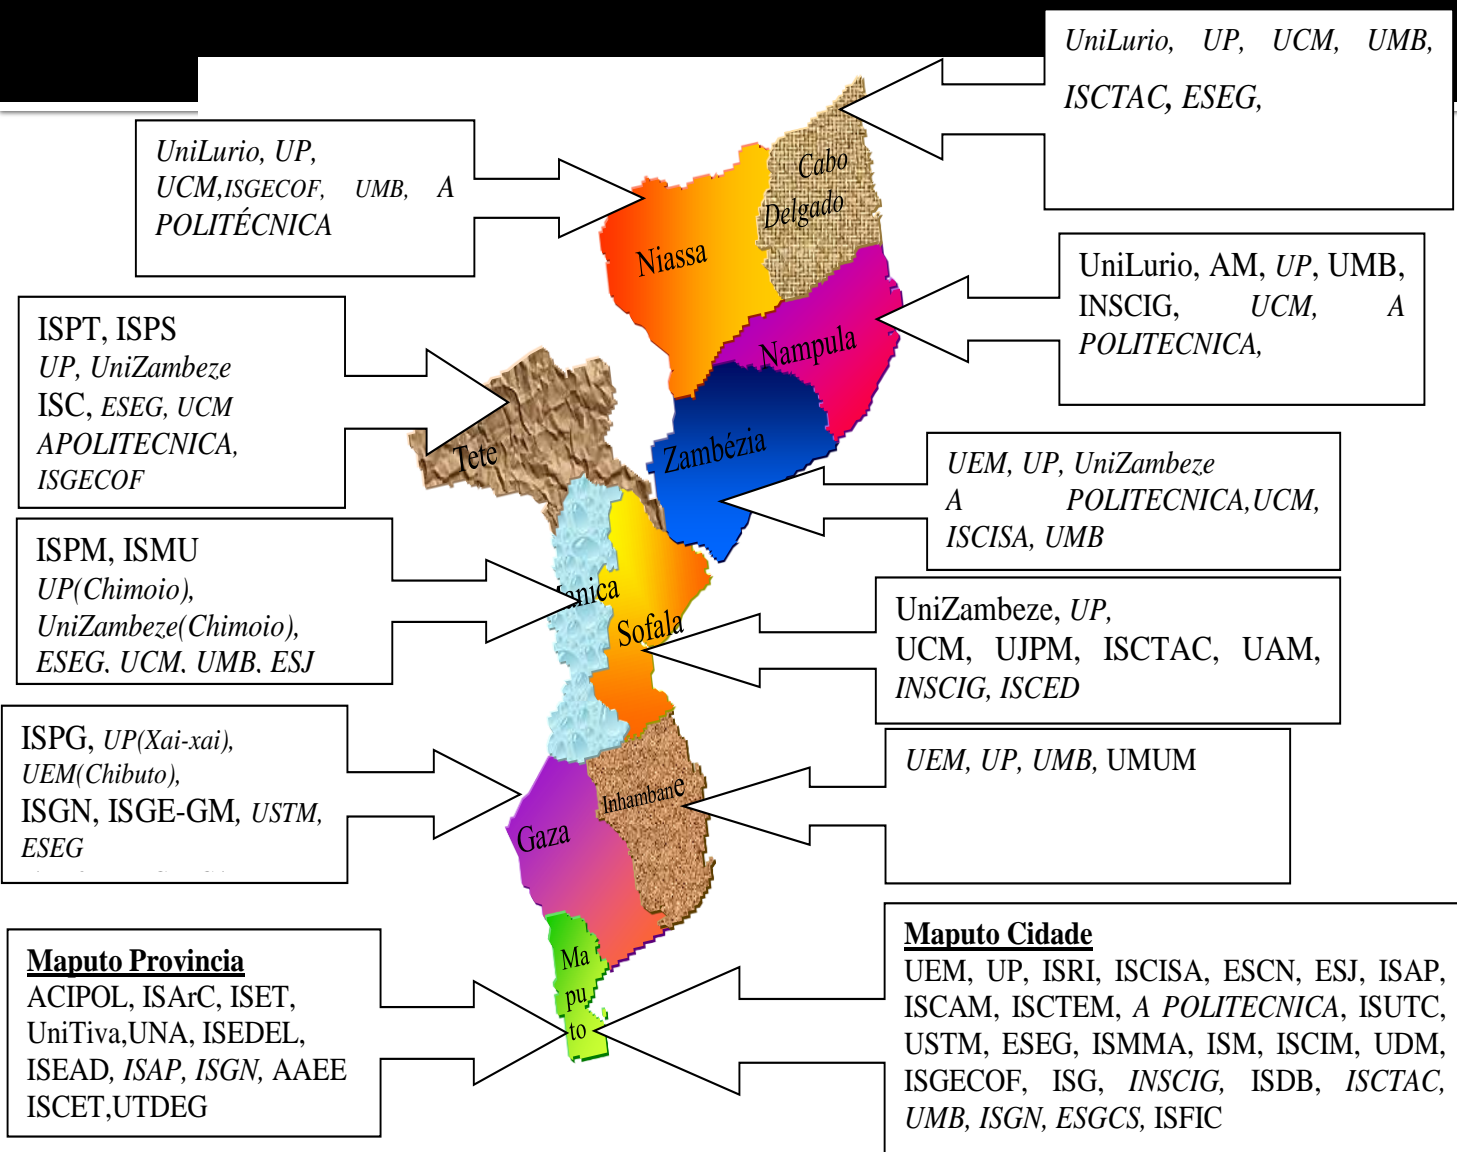 UniLurio, UP, UCM, UMB,
ISCTAC, ESEG,
UniLurio, UP,
UCM,ISGECOF, UMB, A
POLITÉCNICA
Cabo
Delgado
Niassa
UniLurio, AM, UP, UMB,
INSCIG, UCM, A
POLITECNICA,
Nampula
ISPT, ISPS
UP, UniZambeze
ISC, ESEG, UCM
APOLITECNICA,
ISGECOF
Tete
Zambézia
UEM, UP, UniZambeze
A POLITECNICA,UCM,
ISCISA, UMB
ISPM, ISMU
UP(Chimoio),
UniZambeze(Chimoio),
ESEG, UCM, UMB, ESJ
anica
Sofala
UniZambeze, UP,
UCM, UJPM, ISCTAC, UAM,
INSCIG, ISCED
ISPG, UP(Xai-xai),
UEM(Chibuto),
ISGN, ISGE-GM, USTM,
ESEG
Gaza
Inhambane
UEM, UP, UMB, UMUM
Maputo Provincia
ACIPOL, ISArC, ISET,
UniTiva,UNA, ISEDEL,
ISEAD, ISAP, ISGN, AAEE
ISCET,UTDEG
Ma
pu
to
Maputo Cidade
UEM, UP, ISRI, ISCISA, ESCN, ESJ, ISAP,
ISCAM, ISCTEM, A POLITECNICA, ISUTC,
USTM, ESEG, ISMMA, ISM, ISCIM, UDM,
ISGECOF, ISG, INSCIG, ISDB, ISCTAC,
UMB, ISGN, ESGCS, ISFIC